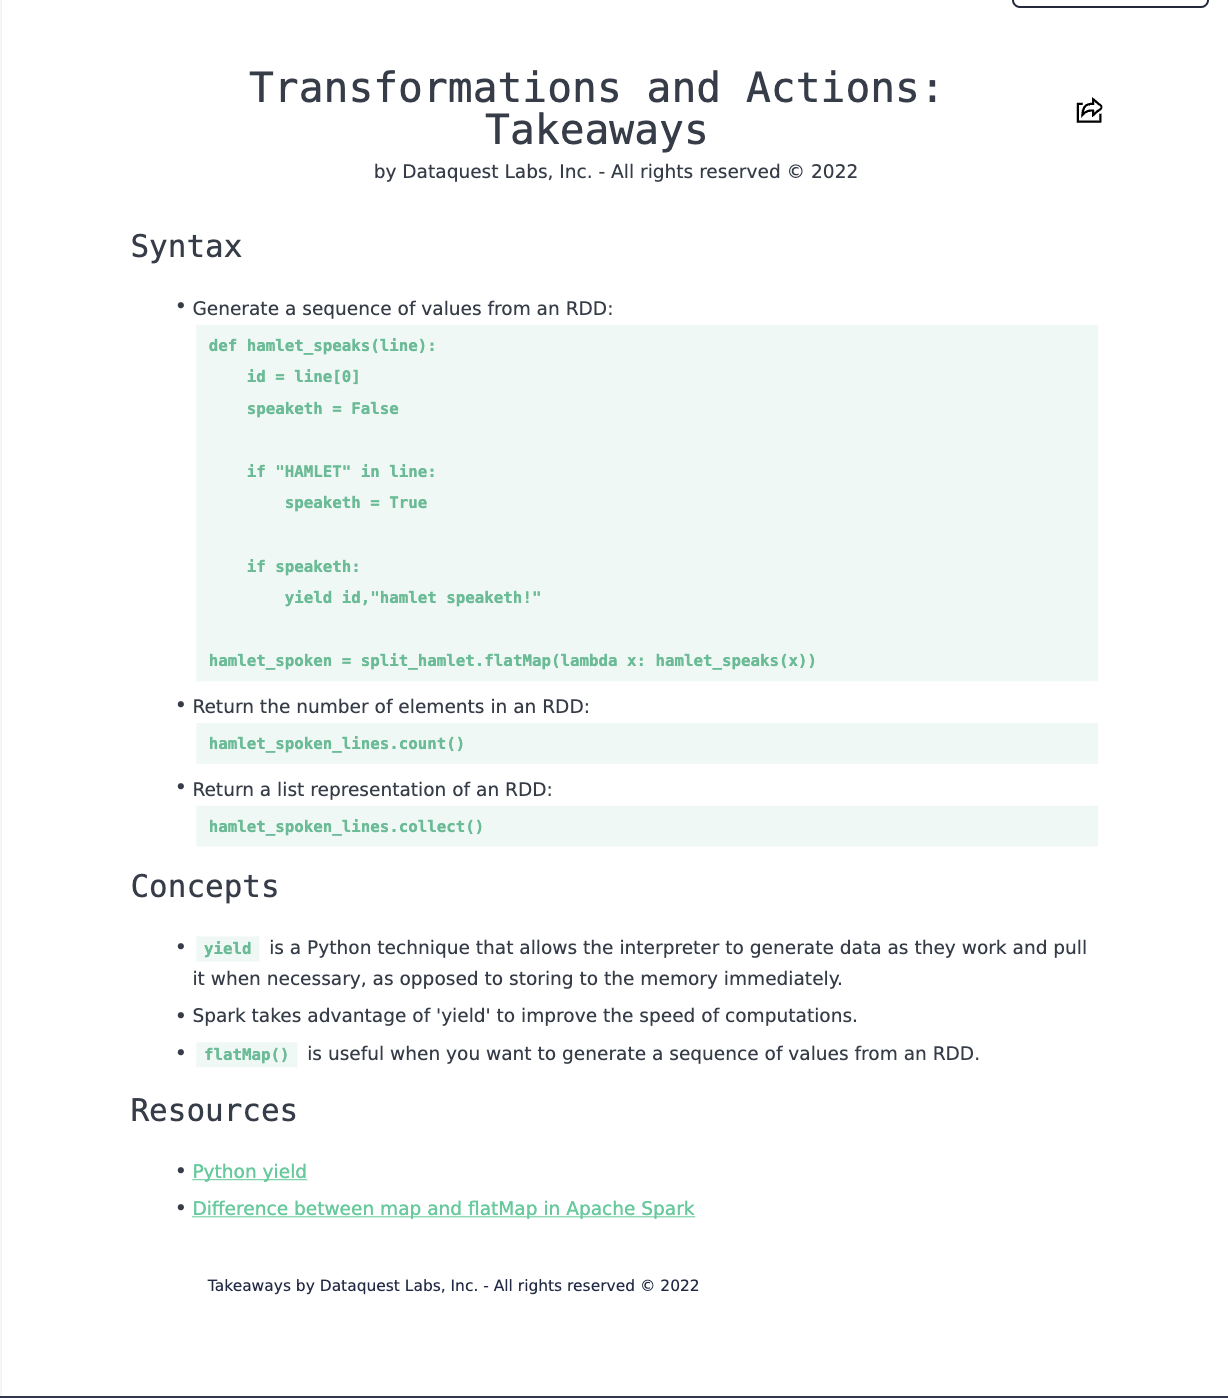 Transformations and Actions:
Takeaways
by Dataquest Labs, Inc. - All rights reserved © 2022
Syntax
• Generate a sequence of values from an RDD:
def hamlet_speaks(line):
    id = line[0]
    speaketh = False
    if "HAMLET" in line:
        speaketh = True
    if speaketh:
        yield id,"hamlet speaketh!"
hamlet_spoken = split_hamlet.flatMap(lambda x: hamlet_speaks(x))
• Return the number of elements in an RDD:
hamlet_spoken_lines.count()
• Return a list representation of an RDD:
hamlet_spoken_lines.collect()
Concepts
• yield is a Python technique that allows the interpreter to generate data as they work and pull
it when necessary, as opposed to storing to the memory immediately.
• Spark takes advantage of 'yield' to improve the speed of computations.
• flatMap() is useful when you want to generate a sequence of values from an RDD.
Resources
• Python yield
• Difference between map and flatMap in Apache Spark
Takeaways by Dataquest Labs, Inc. - All rights reserved © 2022